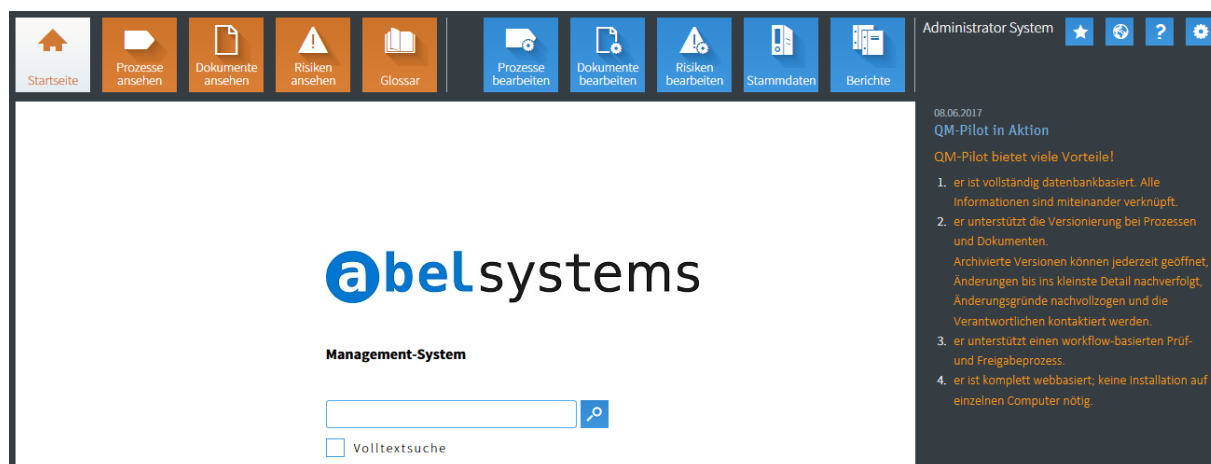 Startseite
Prozesse
ansehen
Dokumente
ansehen
Risiken
ansehen
Glossar
Prozesse
bearbeiten
Dokumente
bearbeiten
Risiken
bearbeiten
Stammdaten
Berichte
Administrator System
?
08.06.2017
QM-Pilot in Aktion
QM-Pilot bietet viele Vorteile!
1. er ist vollständig datenbankbasiert. Alle
Informationen sind miteinander verknüpft.
2. er unterstützt die Versionierung bei Prozessen
und Dokumenten.
Archivierte Versionen können jederzeit geöffnet,
Änderungen bis ins kleinste Detail nachverfolgt,
Änderungsgründe nachvollzogen und die
Verantwortlichen kontaktiert werden.
3. er unterstützt einen workflow-basierten Prüf-
und Freigabeprozess.
4. er ist komplett webbasiert; keine Installation auf
einzelnen Computer nötig.
abelsystems
Management-System
Volltextsuche